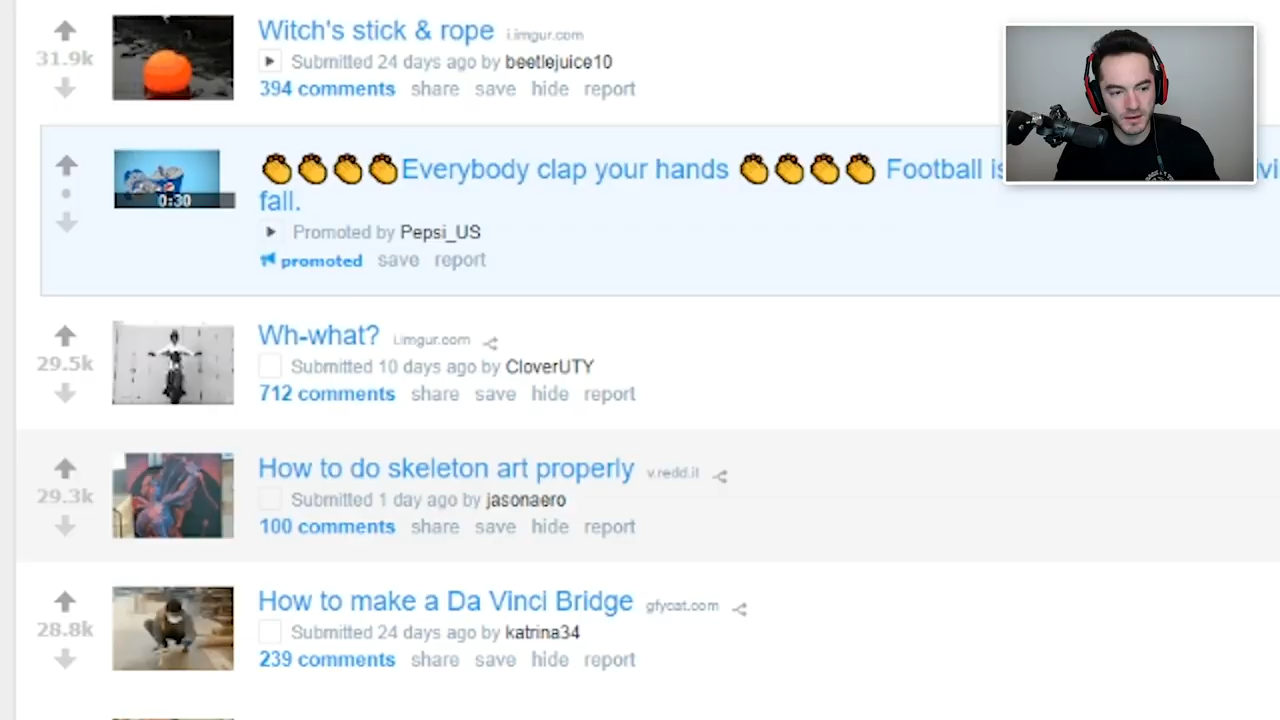 31.9k
Witch's stick & rope i.imgur.com
Submitted 24 days ago by beetlejuice10
394 comments share save hide report
👏👏👏👏Everybody clap your hands 👏👏👏👏 Football is
fall.
0:30
Promoted by Pepsi_US
promoted save report
29.5k
Wh-what? i.imgur.com
Submitted 10 days ago by CloverUTY
712 comments share save hide report
29.3k
How to do skeleton art properly v.redd.it
Submitted 1 day ago by jasonaero
100 comments share save hide report
28.8k
How to make a Da Vinci Bridge gfycat.com
Submitted 24 days ago by katrina34
239 comments share save hide report